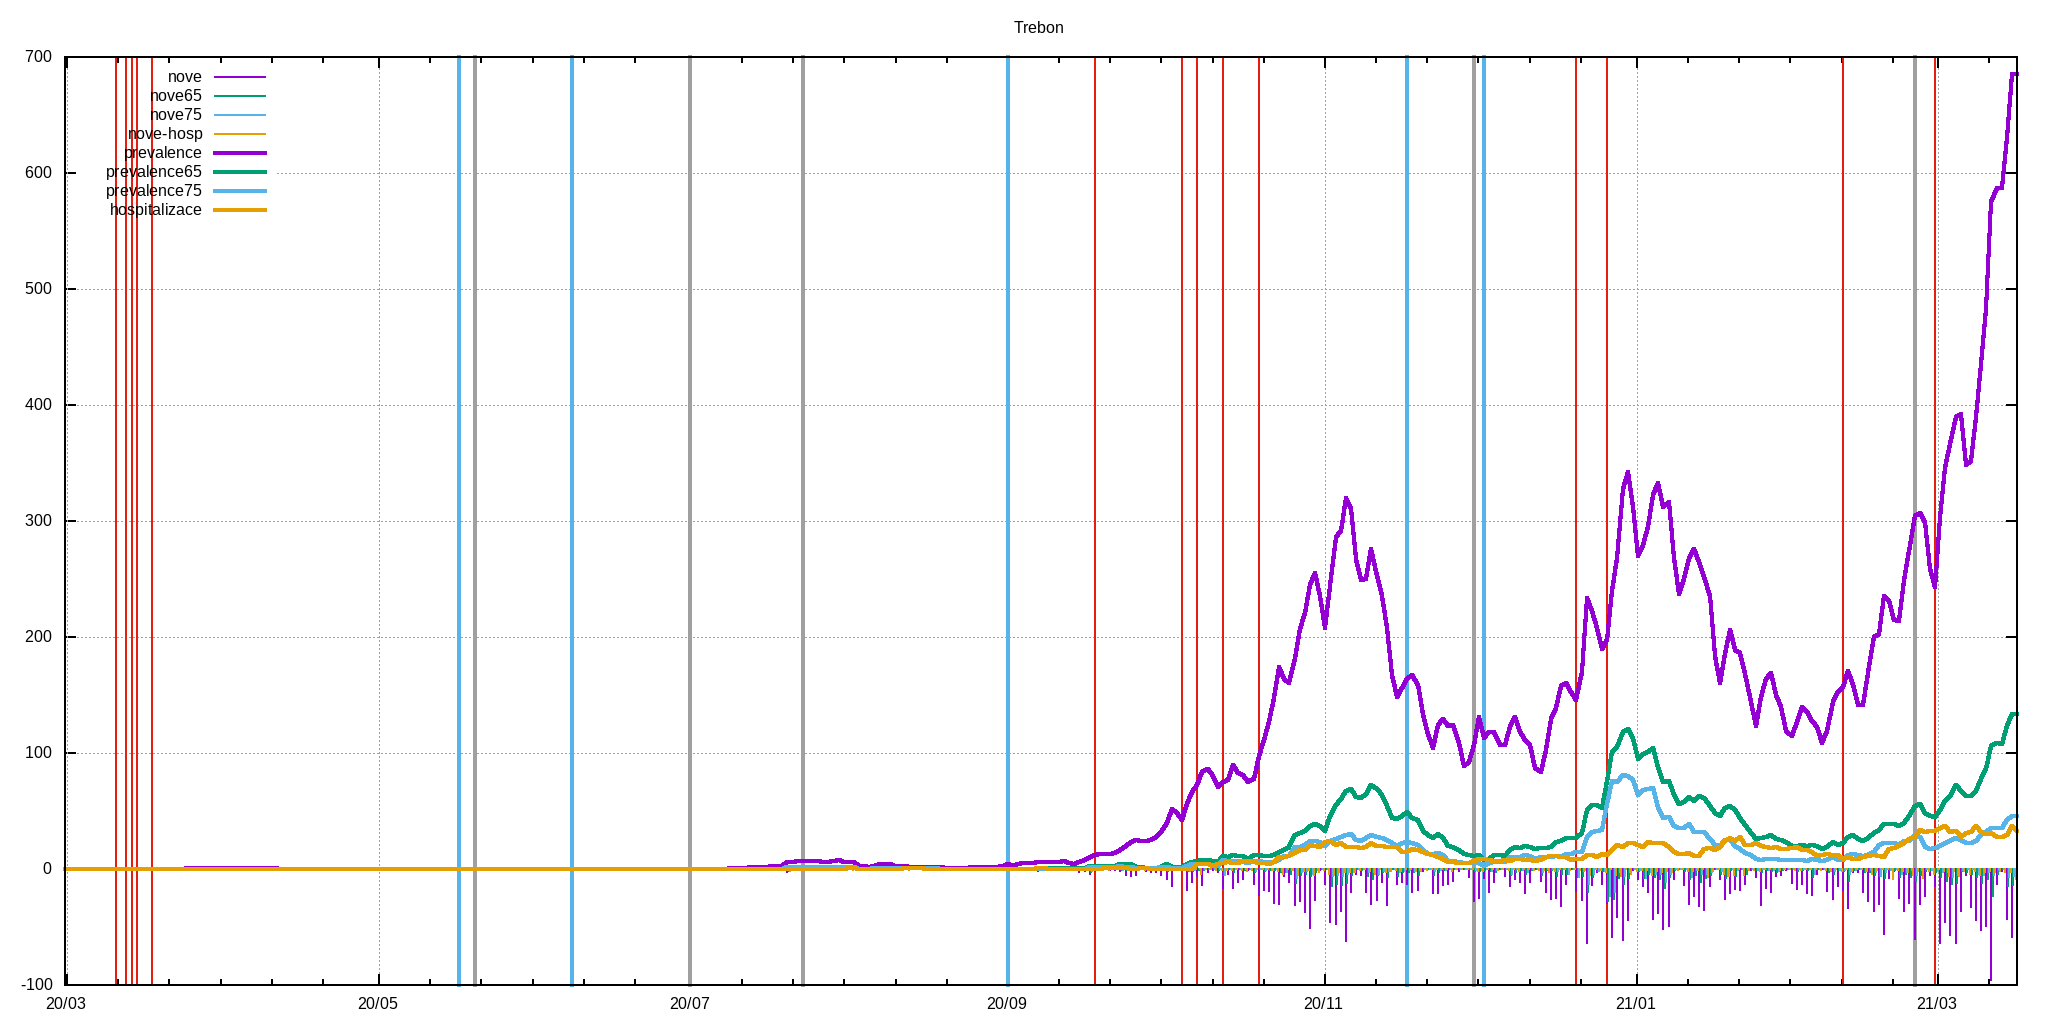 Trebon
700
600
500
400
300
200
100
0
-100
nove
nove65
nove75
nove-hosp
prevalence
prevalence65
prevalence75
hospitalizace
20/03 20/05 20/07 20/09 20/11 21/01 21/03